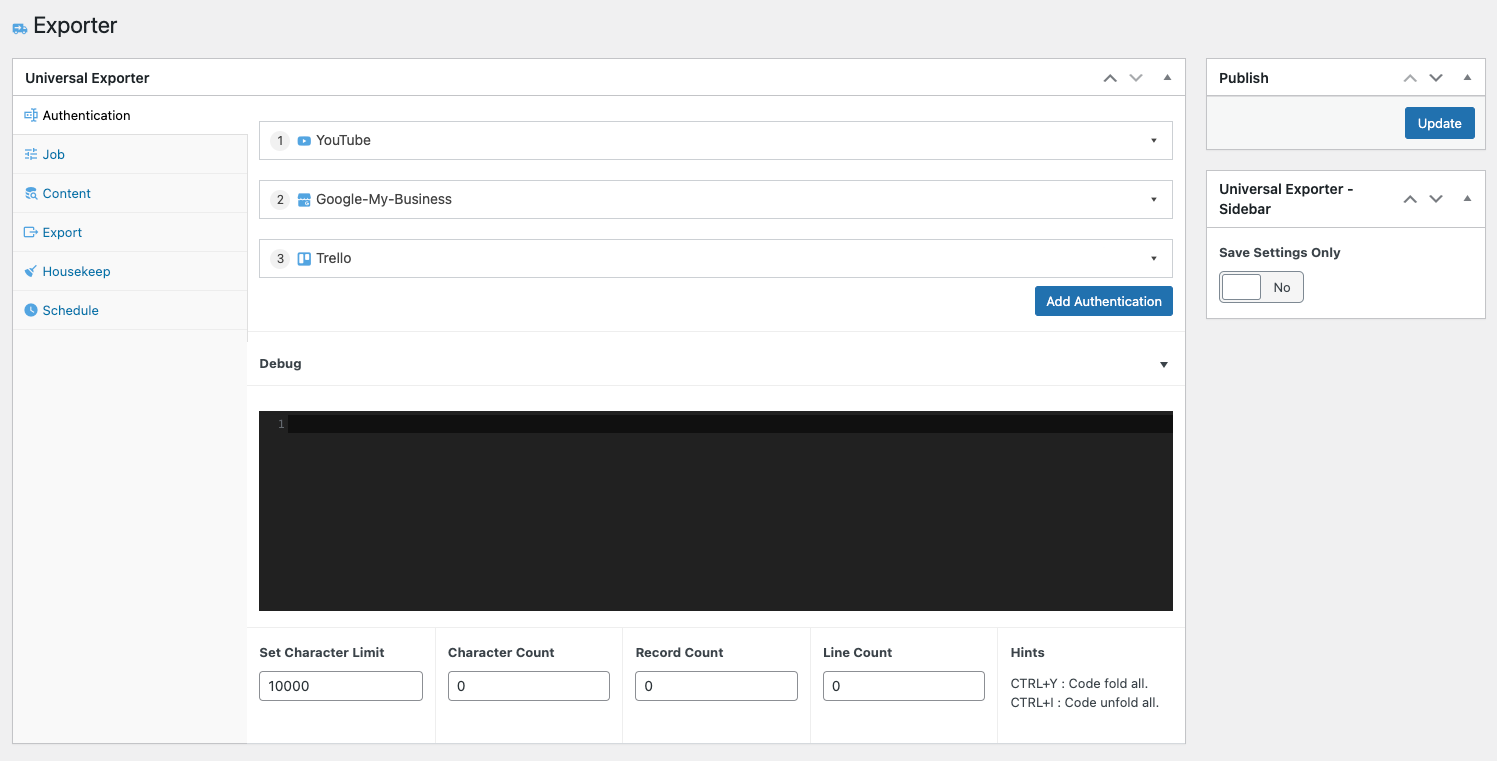 Exporter
Universal Exporter
Authentication
Job
Content
Export
Housekeep
Schedule
1 YouTube
2 Google-My-Business
3 Trello
Add Authentication
Debug
1
Set Character Limit
10000
Character Count
0
Record Count
0
Line Count
0
Hints
CTRL+Y : Code fold all.
CTRL+I : Code unfold all.
Publish
Update
Universal Exporter -
Sidebar
Save Settings Only
No